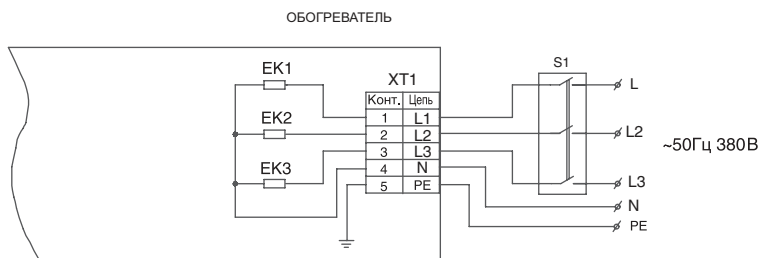 ОБОГРЕВАТЕЛЬ
EK1
EK2
EK3
XT1
Конт. Цепь
1 L1
2 L2
3 L3
4 N
5 PE
S1
L
L2
L3
N
PE
~50Гц 380В